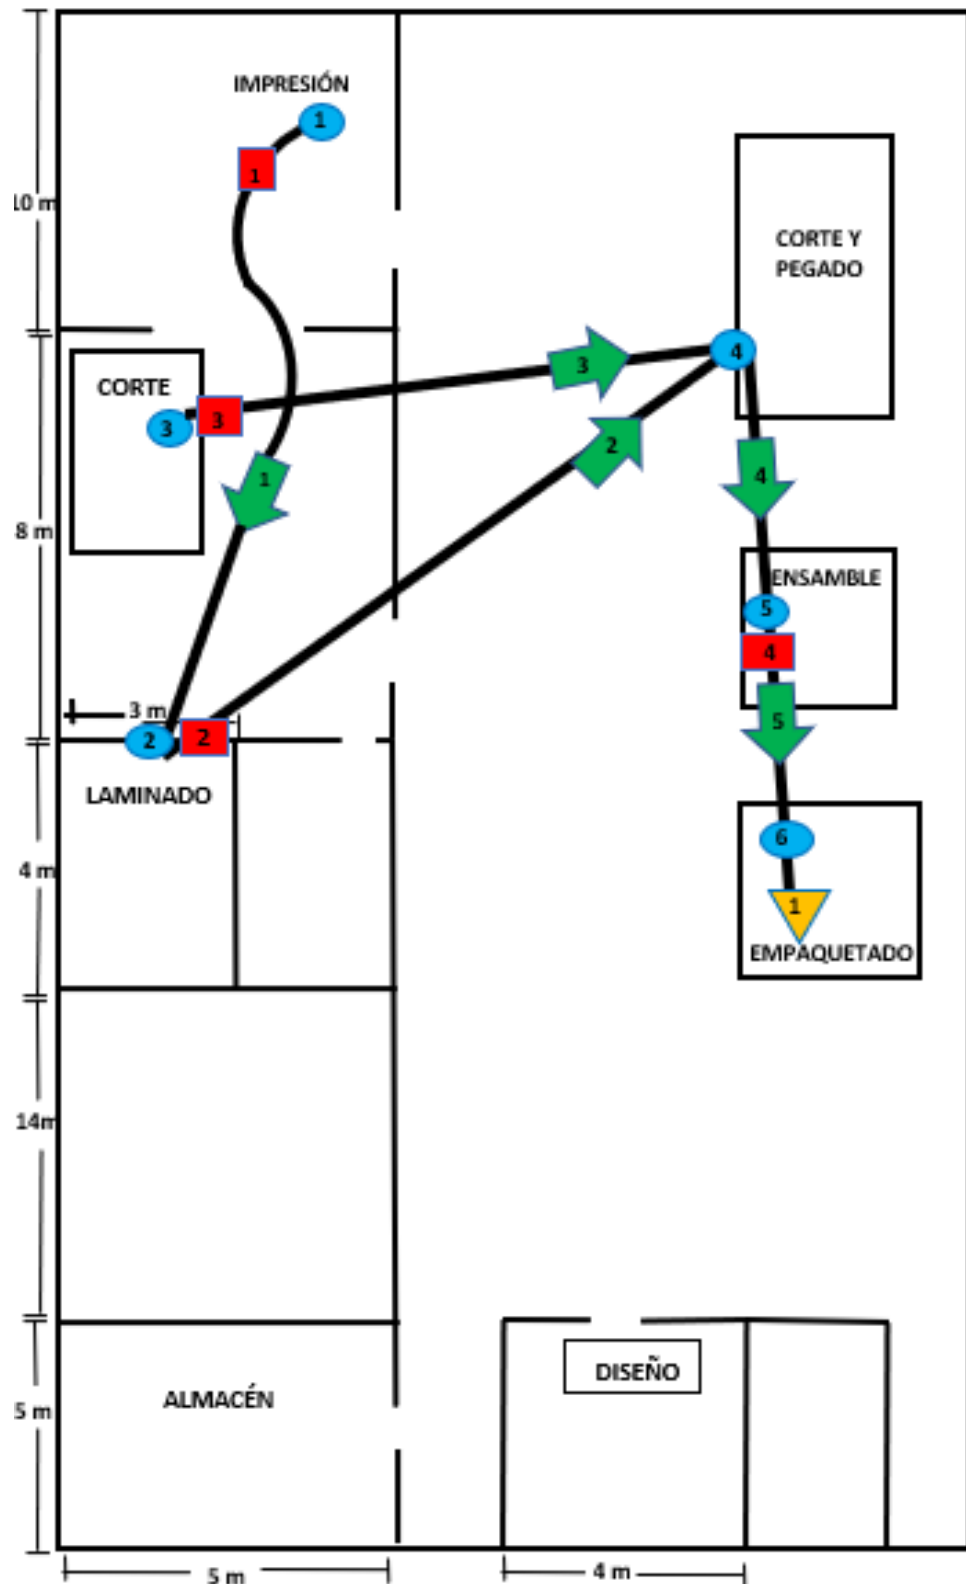 IMPRESIÓN
1
1
10 m
CORTE Y
PEGADO
4
3
CORTE
3
3
2
1
4
8 m
ENSAMBLE
5
4
3 m
5
2
2
LAMINADO
6
4 m
1
EMPAQUETADO
14m
DISEÑO
ALMACÉN
5 m
5 m
4 m